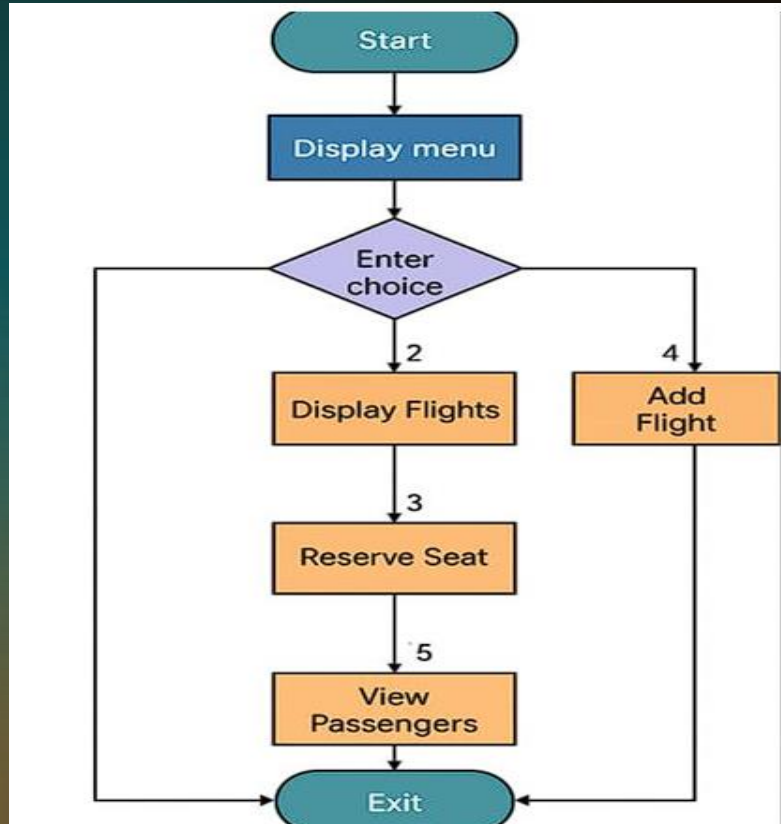 Start
Display menu
Enter
choice
2
4
Display Flights
Add
Flight
3
Reserve Seat
5
View
Passengers
Exit